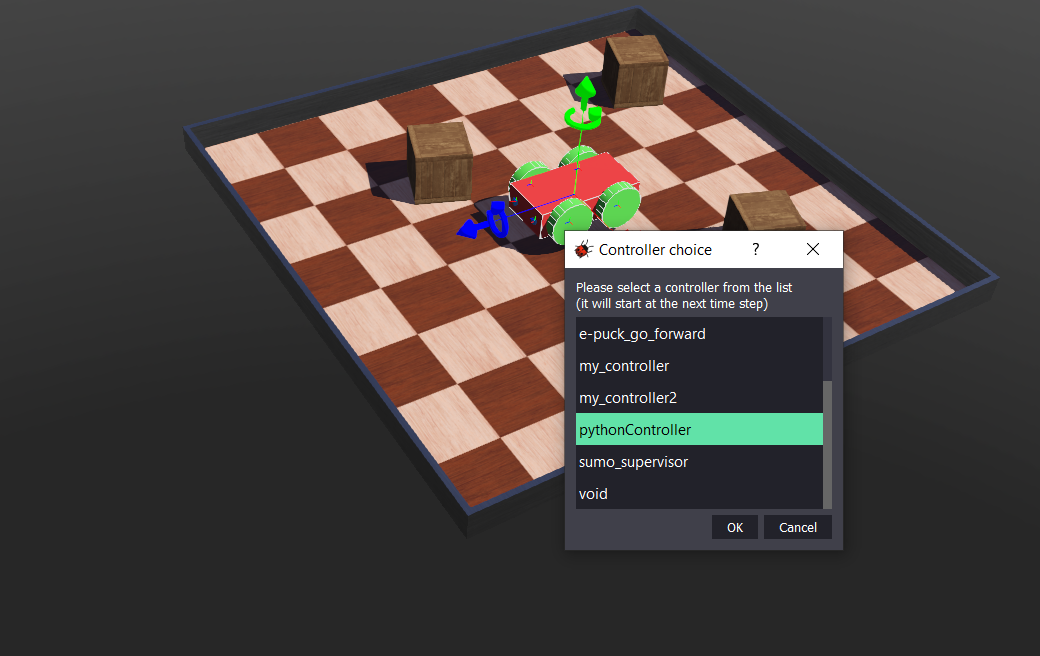 Controller choice
?
Please select a controller from the list
(it will start at the next time step)
e-puck_go_forward
my_controller
my_controller2
pythonController
sumo_supervisor
void
OK
Cancel